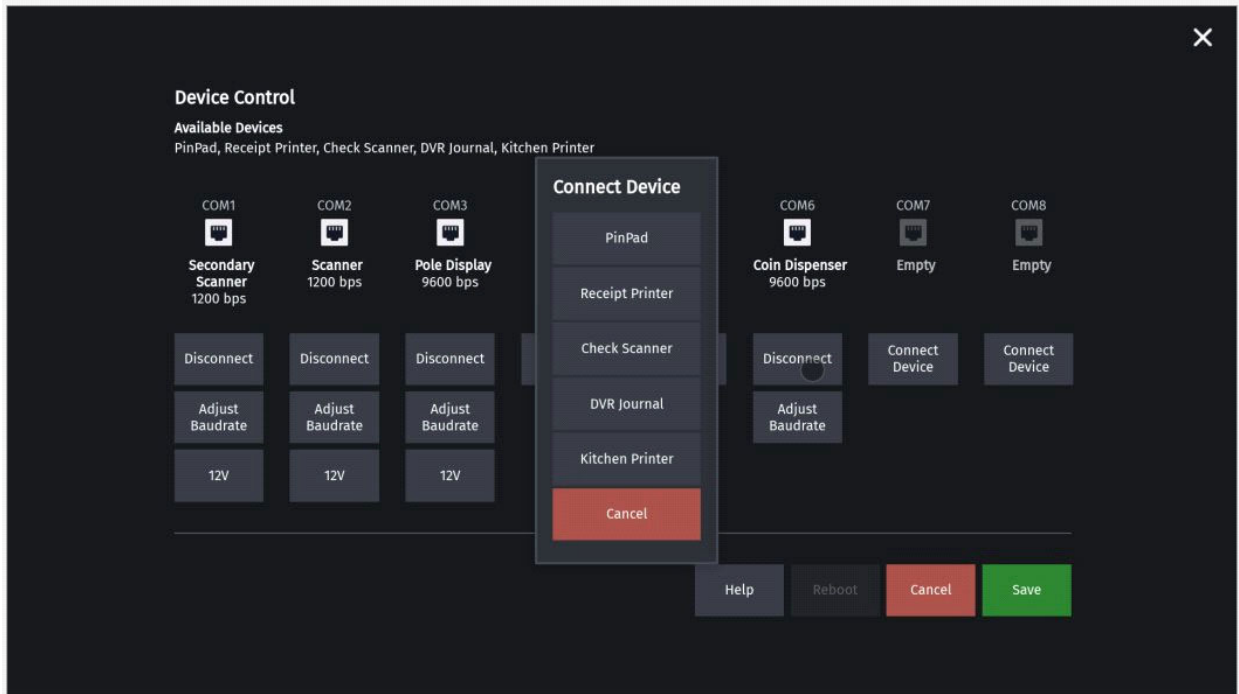 Device Control
Available Devices
PinPad, Receipt Printer, Check Scanner, DVR Journal, Kitchen Printer
COM1
Secondary
Scanner
1200 bps
Disconnect
Adjust
Baudrate
12V
COM2
Scanner
1200 bps
Disconnect
Adjust
Baudrate
12V
COM3
Pole Display
9600 bps
Disconnect
Adjust
Baudrate
12V
Connect Device
PinPad
Receipt Printer
Check Scanner
DVR Journal
Kitchen Printer
Cancel
COM6
Coin Dispenser
9600 bps
Disconnect
Adjust
Baudrate
COM7
Empty
Connect
Device
COM8
Empty
Connect
Device
Help
Reboot
Cancel
Save